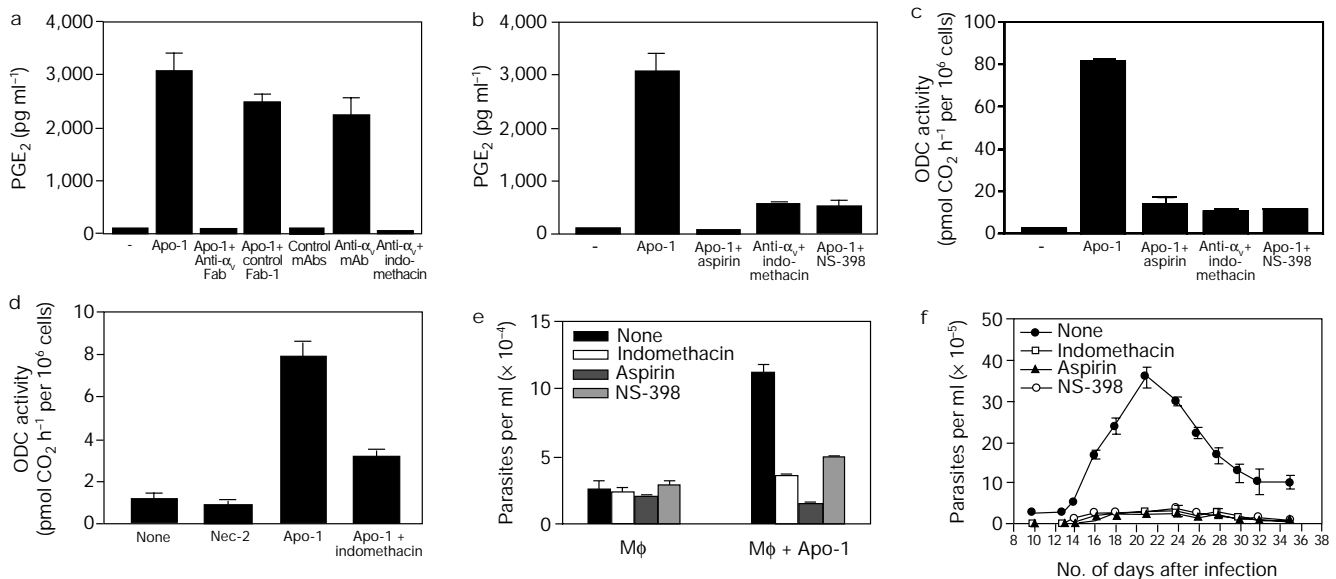 a
PGE₂ (pg ml⁻¹)
4,000
3,000
2,000
1,000
0
-
Apo-1
Apo-1+
Anti-αᵥ
Fab
Apo-1+
control
Fab-1
Control
mAbs
Anti-αᵥ
mAb
Anti-αᵥ+
indo-
methacin
b
PGE₂ (pg ml⁻¹)
4,000
3,000
2,000
1,000
0
-
Apo-1
Apo-1+
aspirin
Anti-αᵥ+
indo-
methacin
Apo-1+
NS-398
c
ODC activity
(pmol CO₂ h⁻¹ per 10⁶ cells)
100
80
60
40
20
0
-
Apo-1
Apo-1+
aspirin
Anti-αᵥ+
indo-
methacin
Apo-1+
NS-398
d
ODC activity
(pmol CO₂ h⁻¹ per 10⁶ cells)
10
8
6
4
2
0
None
Nec-2
Apo-1
Apo-1 +
indomethacin
e
Parasites per ml (× 10⁻⁴)
15
10
5
0
None
Indomethacin
Aspirin
NS-398
Mϕ
Mϕ + Apo-1
f
Parasites per ml (× 10⁻⁵)
50
40
30
20
10
0
None
Indomethacin
Aspirin
NS-398
8 10 12 14 16 18 20 22 24 26 28 30 32 34 36 38
No. of days after infection